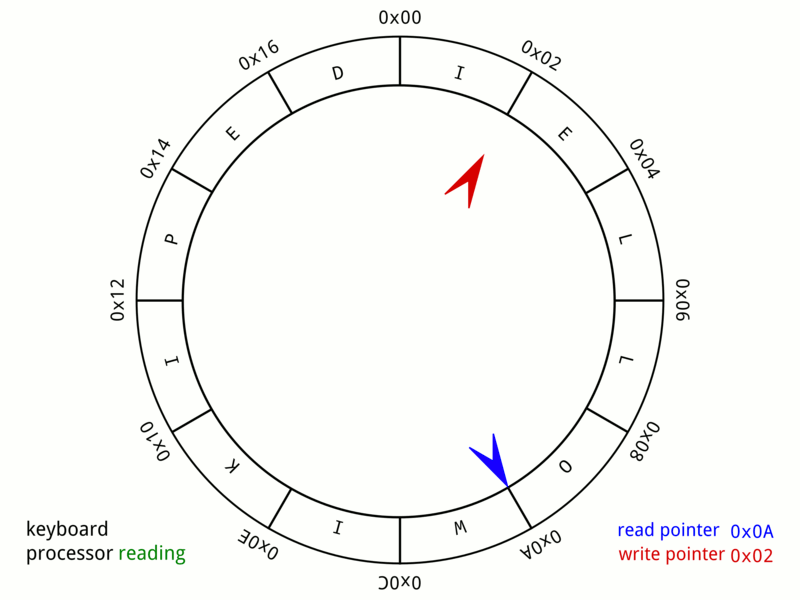 0x00
0x02
0x04
0x06
0x08
0x0A
0x0C
0x0E
0x10
0x12
0x14
0x16
I
E
L
L
O
W
I
K
I
P
E
D
keyboard
processor reading
read pointer 0x0A
write pointer 0x02